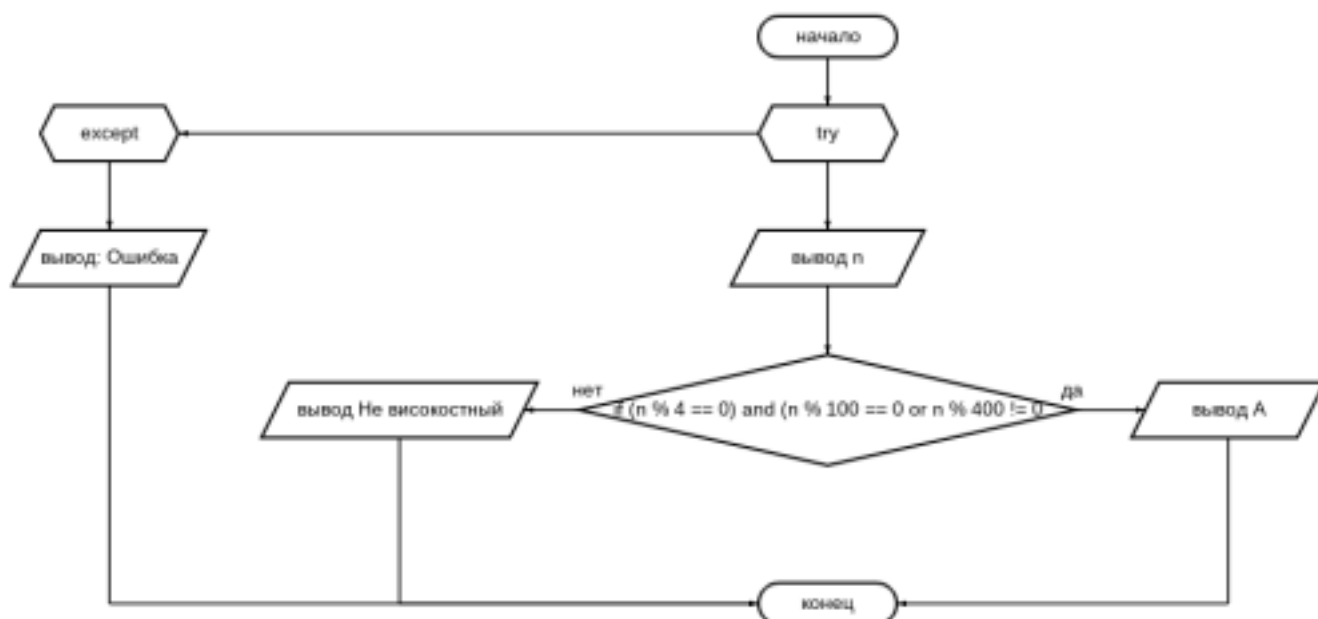 начало
except
try
вывод: Ошибка
вывод n
нет
да
вывод Не високостный
if (n % 4 == 0) and (n % 100 == 0 or n % 400 != 0
вывод A
конец